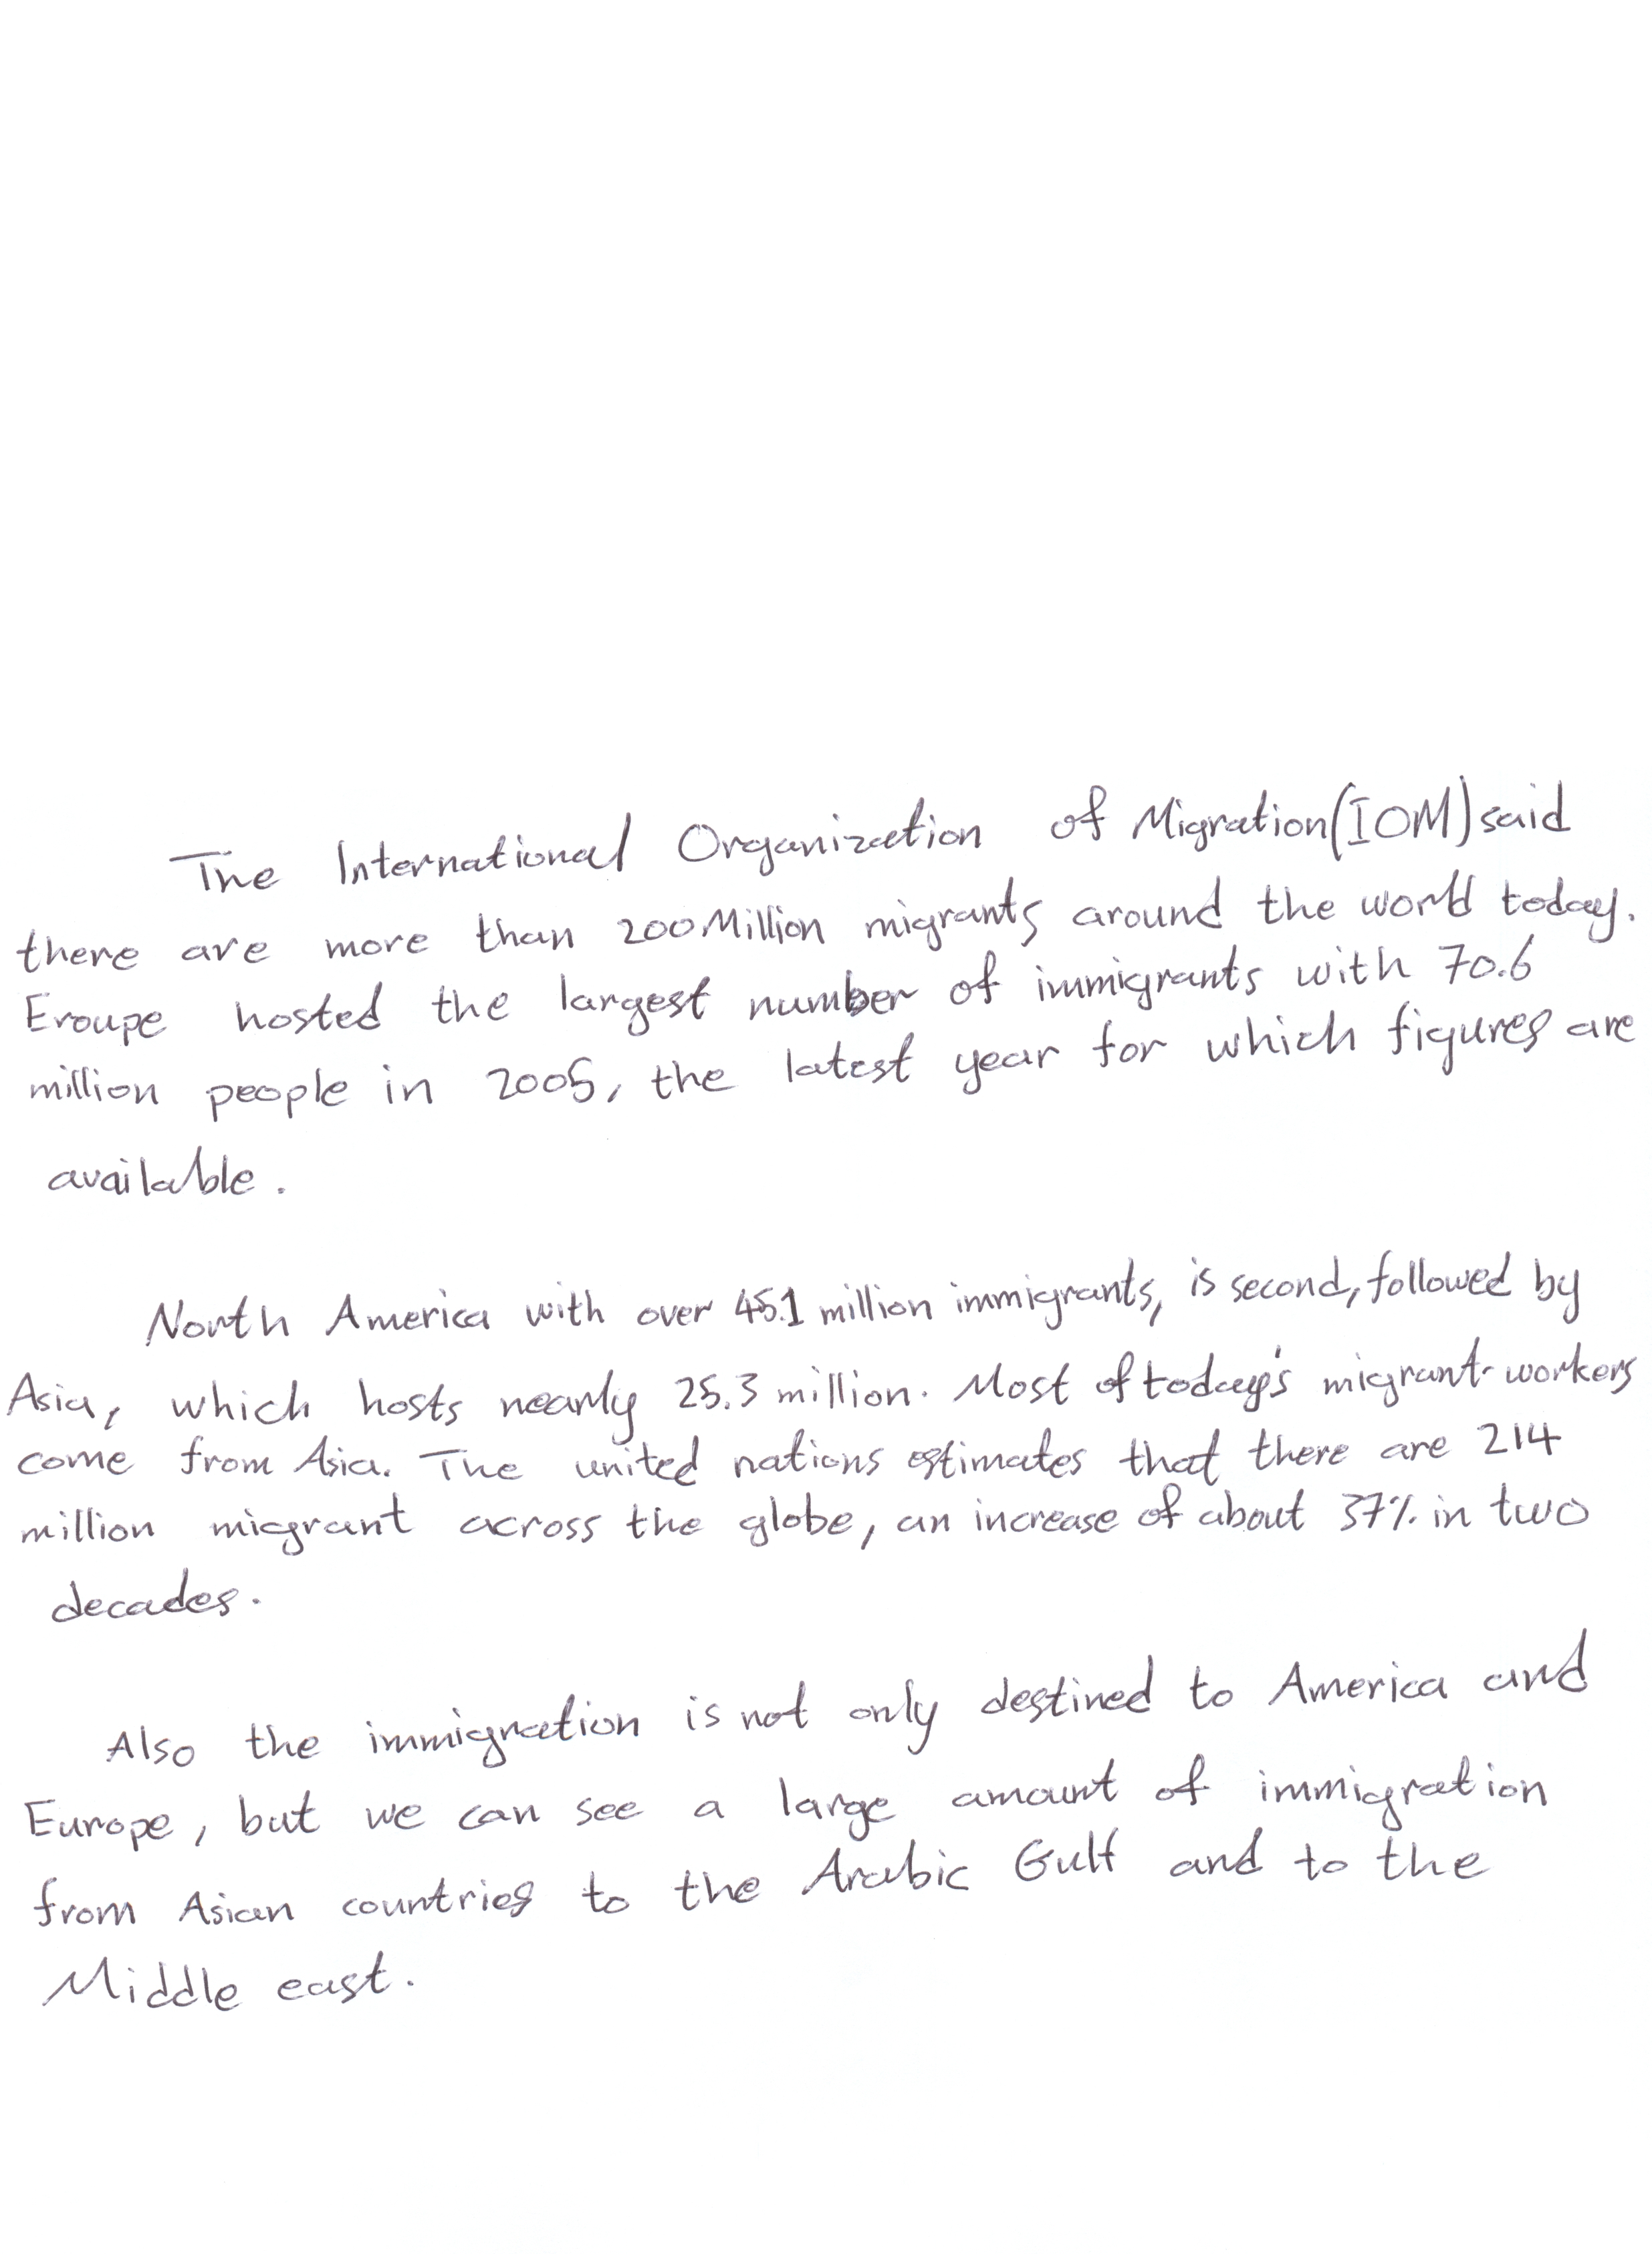 The International Organization of Migration(IOM)said
there are more than 200Million migrants around the world today.
Eroupe hosted the largest number of immigrants with 70.6
million people in 2005, the latest year for which figures are
available.
North America with over 45.1 million immigrants, is second, followed by
Asia, which hosts nearly 25.3 million. Most of today's migrant-workers
come from Asia. The united nations estimates that there are 214
million migrant across the globe, an increase of about 37% in two
decades.
Also the immigration is not only destined to America and
Europe, but we can see a large amount of immigration
from Asian countries to the Arabic Gulf and to the
Middle east.